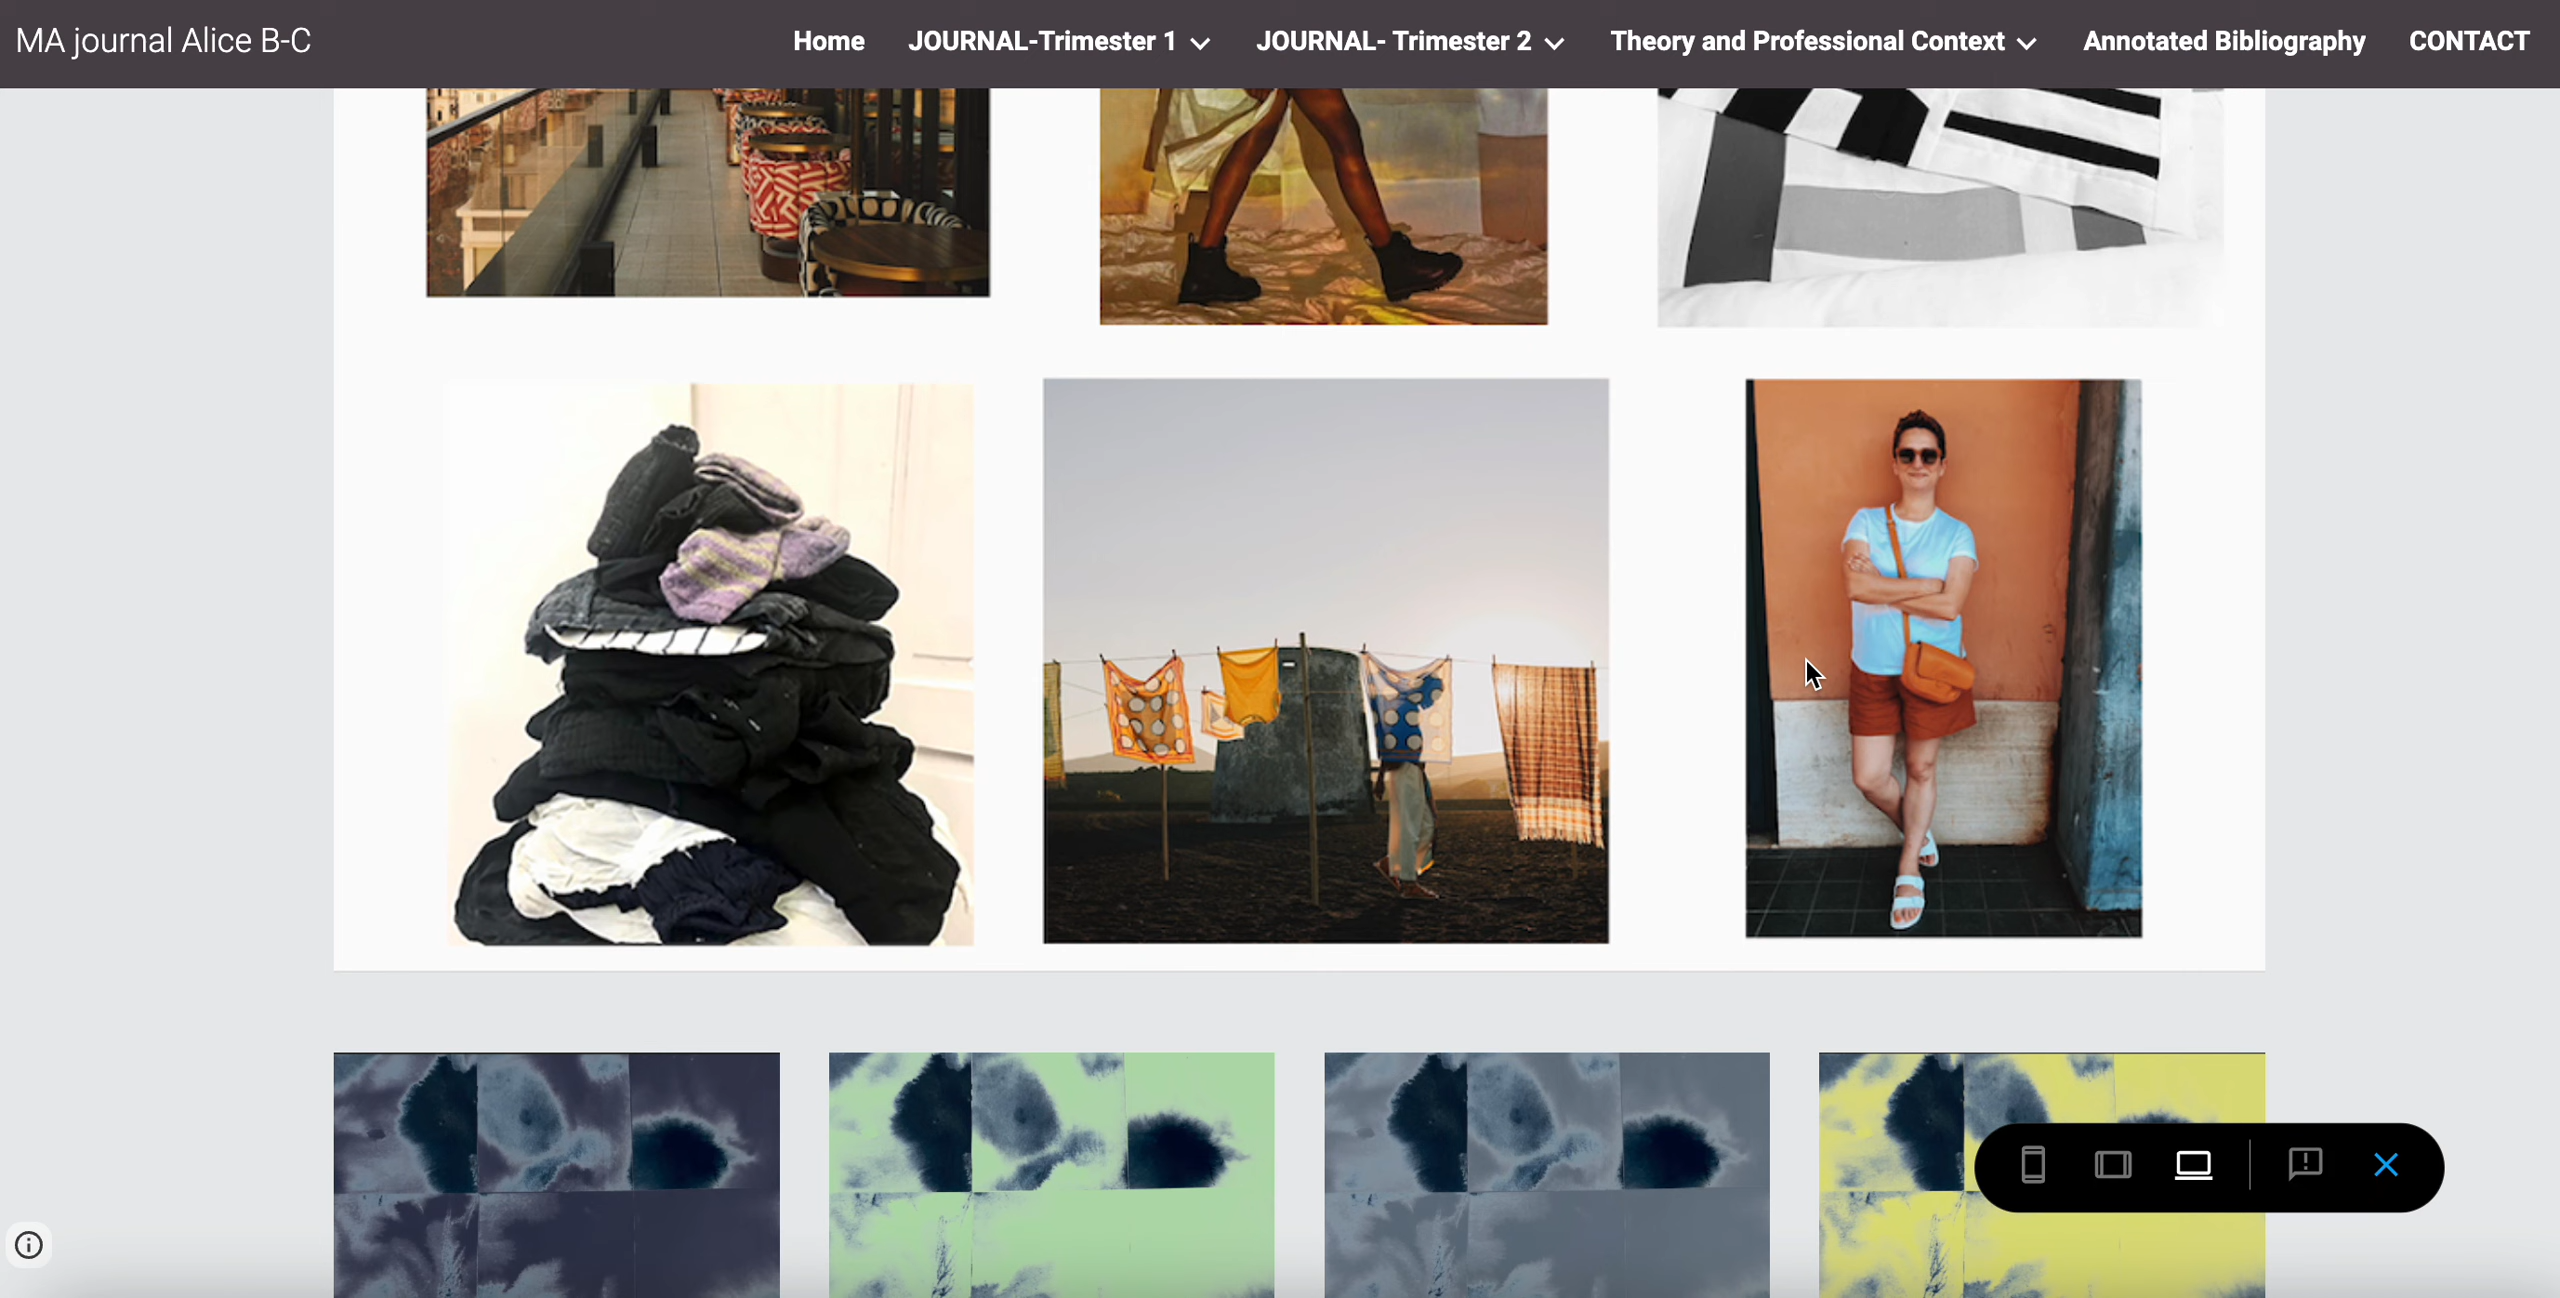 MA journal Alice B-C
Home
JOURNAL-Trimester 1
JOURNAL- Trimester 2
Theory and Professional Context
Annotated Bibliography
CONTACT